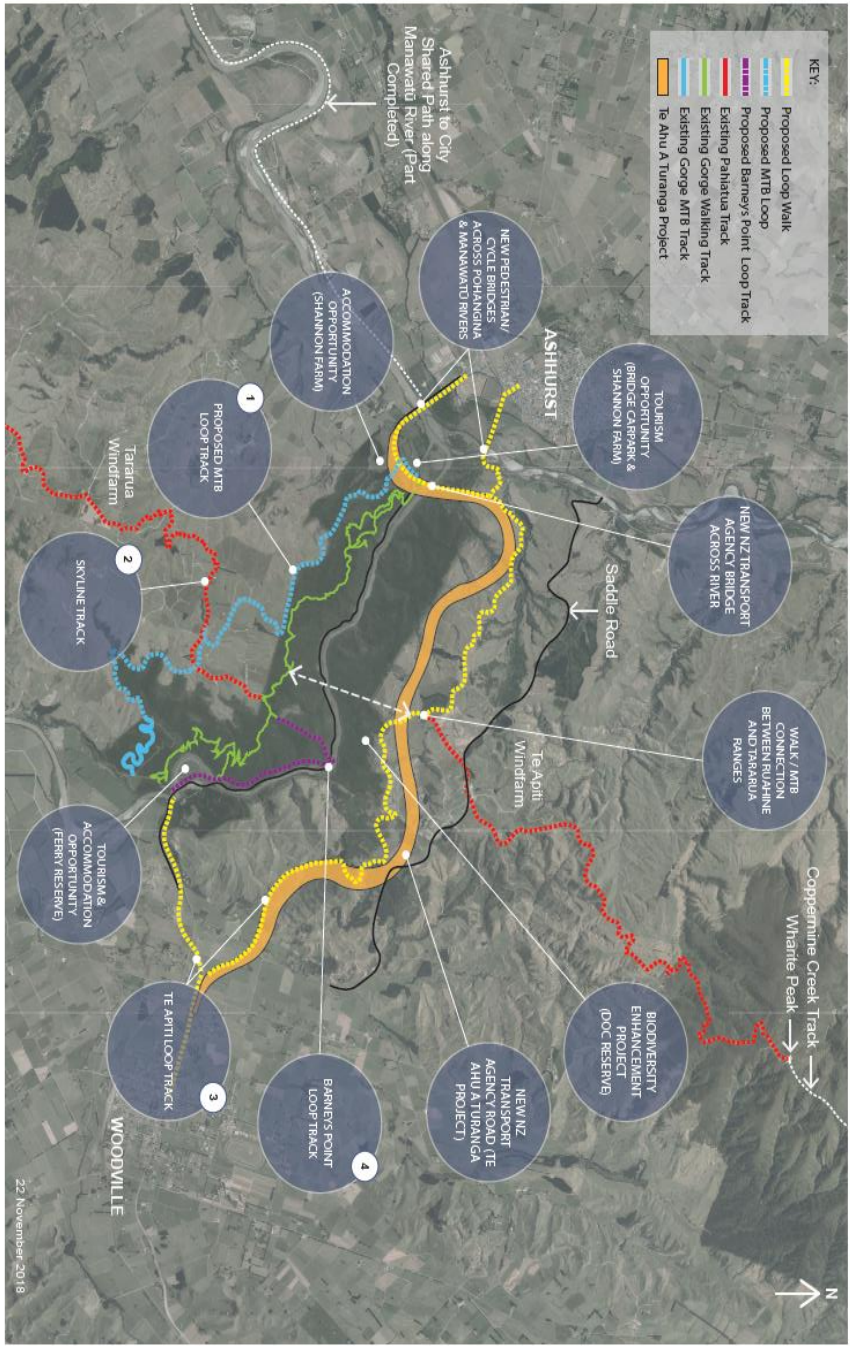 KEY:
Proposed Loop Walk
Proposed MTB Loop
Proposed Barneys Point Loop Track
Existing Pahiatua Track
Existing Gorge Walking Track
Existing Gorge MTB Track
Te Ahu A Turanga Project
Ashhurst to City
Shared Path along
Manawatū River (Part
Completed)
NEW PEDESTRIAN/
CYCLE BRIDGES
ACROSS POHANGINA
& MANAWATŪ RIVERS
ASHHURST
TOURISM
OPPORTUNITY
(BRIDGE CARPARK &
SHANNON FARM)
NEW NZ TRANSPORT
AGENCY BRIDGE
ACROSS RIVER
Saddle Road
WALK / MTB
CONNECTION
BETWEEN RUAHINE
AND TARARUA
RANGES
Te Apiti
Windfarm
Coppermine Creek Track
Wharite Peak
N
ACCOMMODATION
OPPORTUNITY
(SHANNON FARM)
1
PROPOSED MTB
LOOP TRACK
Tararua
Windfarm
2
SKYLINE TRACK
TOURISM &
ACCOMMODATION
OPPORTUNITY
(FERRY RESERVE)
TE APITI LOOP TRACK
3
BARNEYS POINT
LOOP TRACK
4
NEW NZ
TRANSPORT
AGENCY ROAD (TE
AHU A TURANGA
PROJECT)
BIODIVERSITY
ENHANCEMENT
PROJECT
(DOC RESERVE)
WOODVILLE
22 November 2018